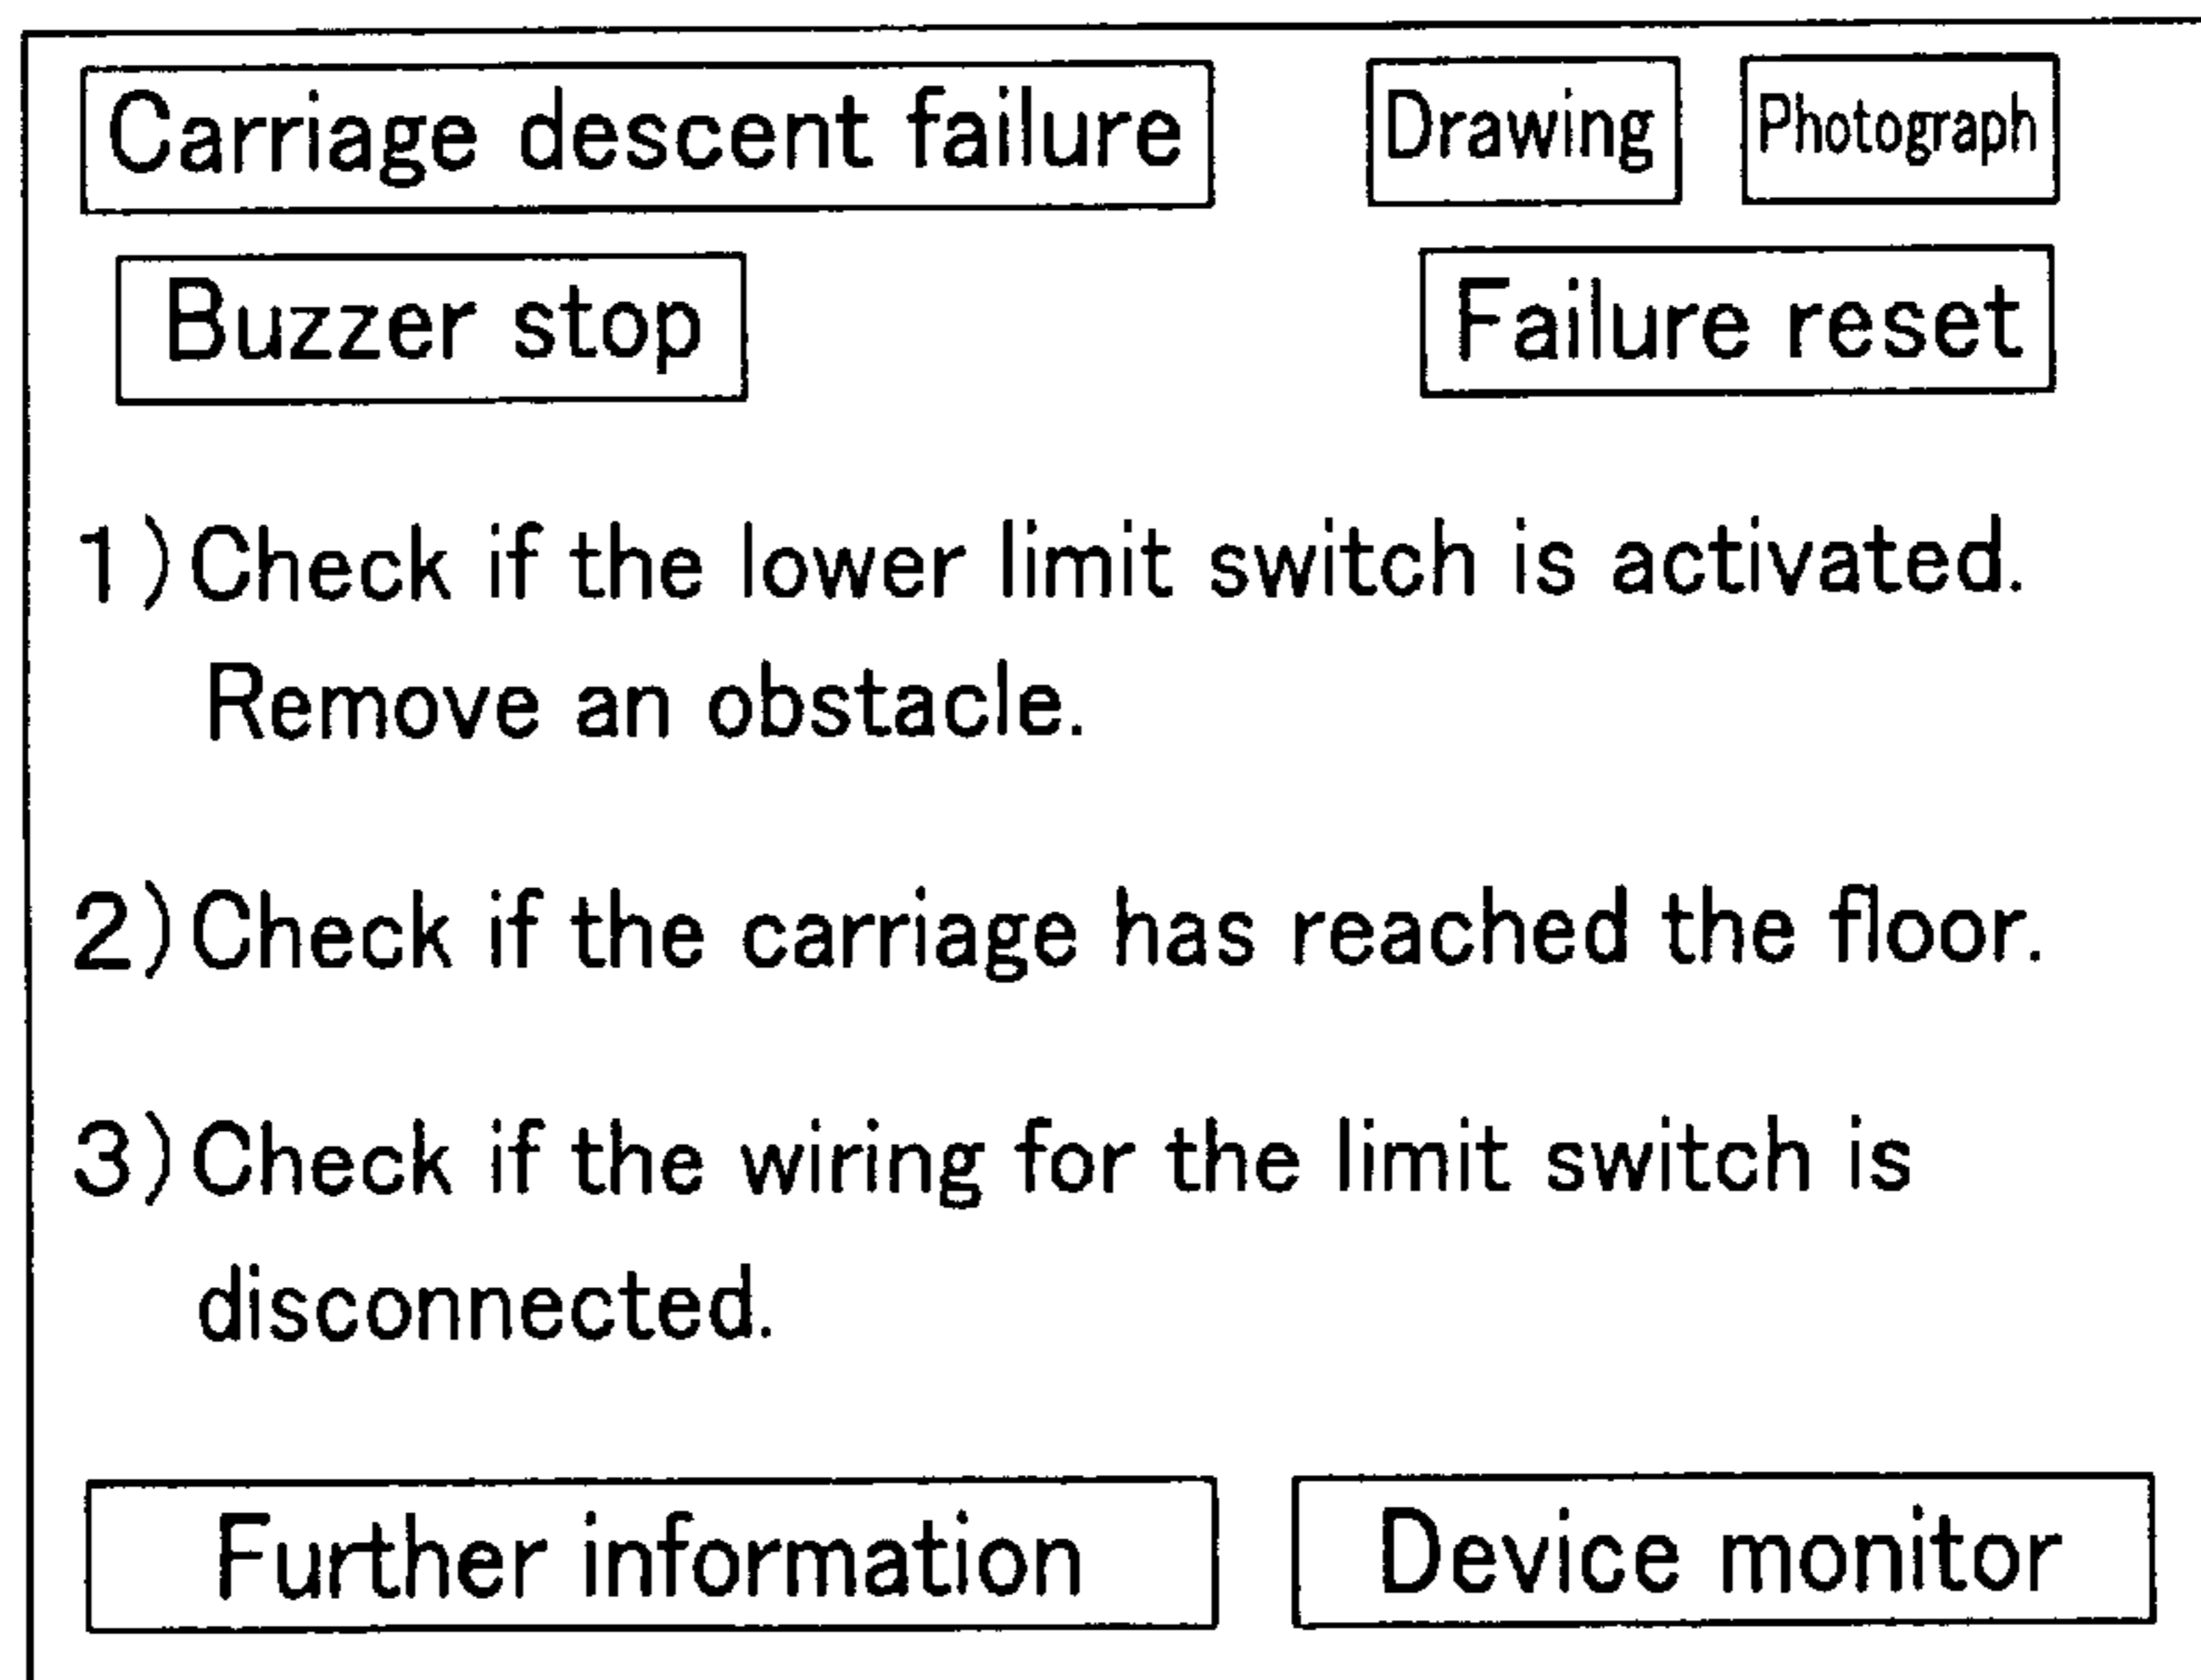 Carriage descent failure Drawing Photograph
Buzzer stop Failure reset
1) Check if the lower limit switch is activated.
Remove an obstacle.
2) Check if the carriage has reached the floor.
3) Check if the wiring for the limit switch is
disconnected.
Further information Device monitor